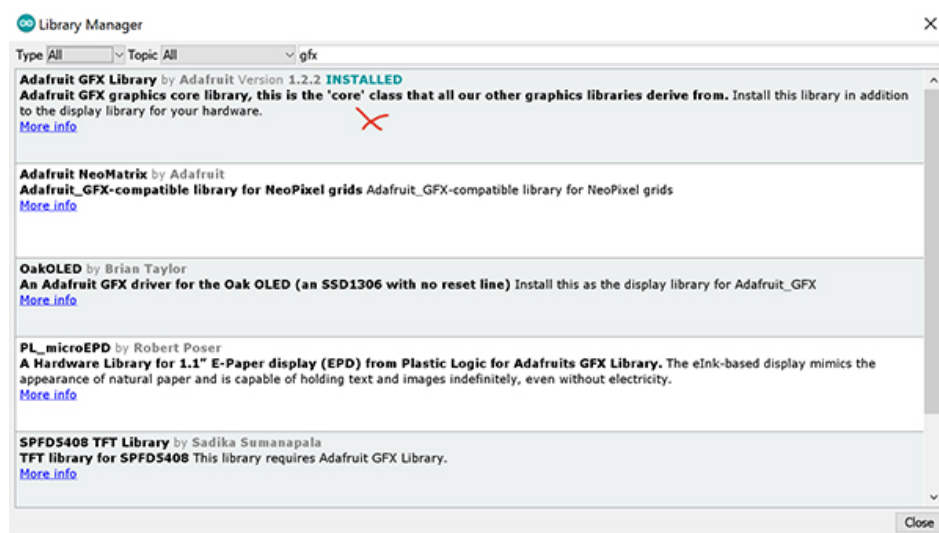 Library Manager
Type All Topic All gfx
Adafruit GFX Library by Adafruit Version 1.2.2 INSTALLED
Adafruit GFX graphics core library, this is the 'core' class that all our other graphics libraries derive from. Install this library in addition
to the display library for your hardware.
More info
Adafruit NeoMatrix by Adafruit
Adafruit_GFX-compatible library for NeoPixel grids Adafruit_GFX-compatible library for NeoPixel grids
More info
OakOLED by Brian Taylor
An Adafruit GFX driver for the Oak OLED (an SSD1306 with no reset line) Install this as the display library for Adafruit_GFX
More info
PL_microEPD by Robert Poser
A Hardware Library for 1.1" E-Paper display (EPD) from Plastic Logic for Adafruits GFX Library. The eInk-based display mimics the
appearance of natural paper and is capable of holding text and images indefinitely, even without electricity.
More info
SPFD5408 TFT Library by Sadika Sumanapala
TFT library for SPFD5408 This library requires Adafruit GFX Library.
More info
Close